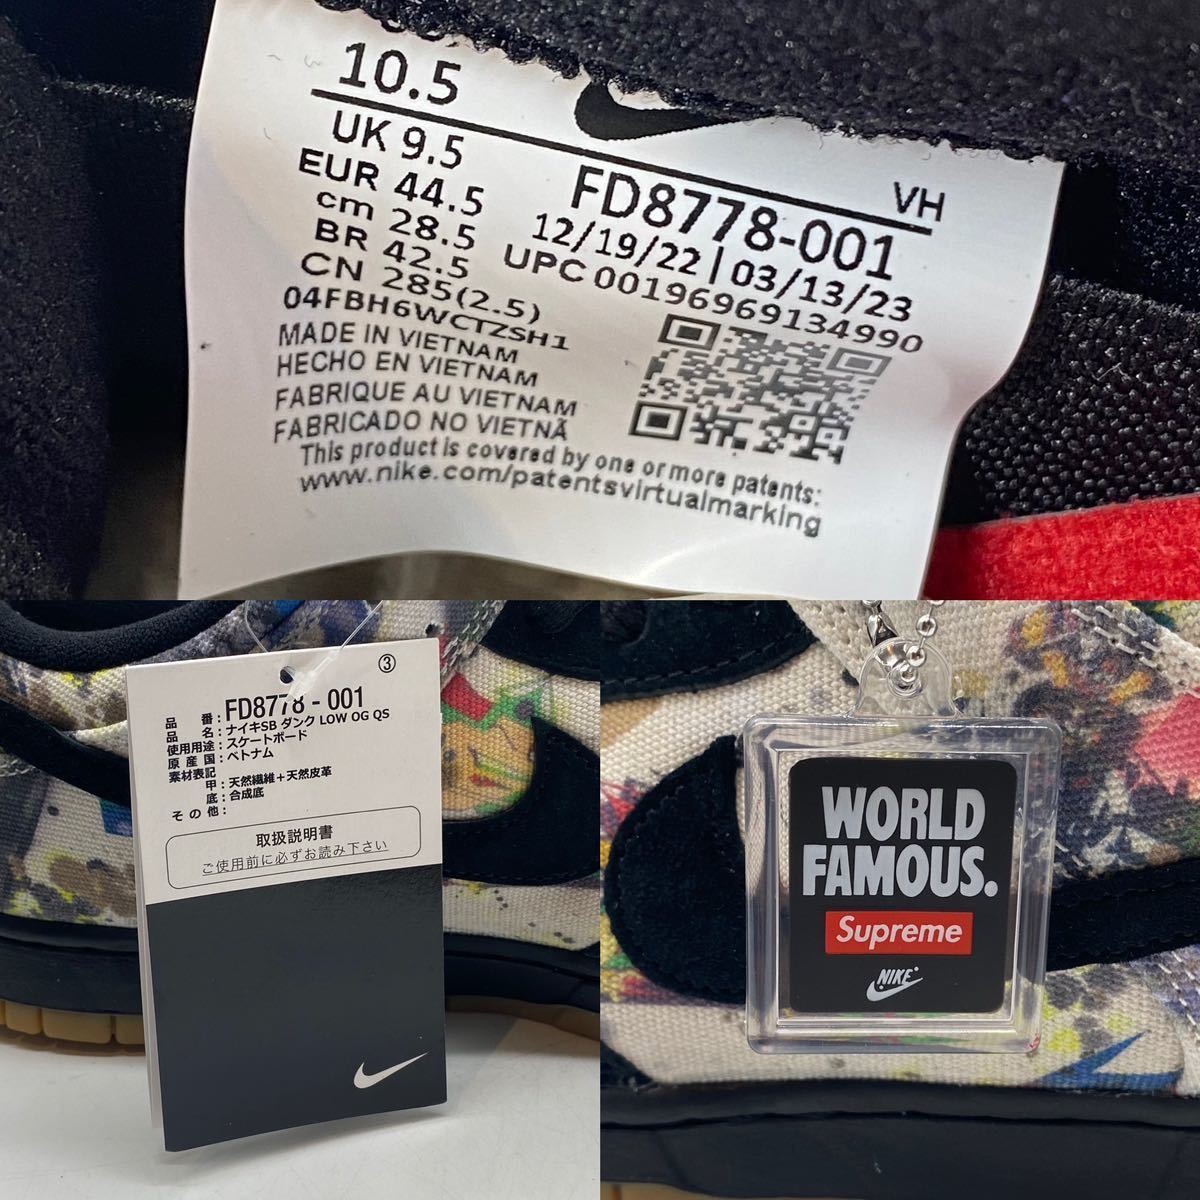 10.5
UK 9.5
EUR 44.5
cm 28.5
BR 42.5
CN 285(2.5)
VH
FD8778-001
12/19/22 | 03/13/23
UPC 00196969134990
04FBH6WCTZSH1
MADE IN VIETNAM
HECHO EN VIETNAM
FABRIQUE AU VIETNAM
FABRICADO NO VIETNÃ
This product is covered by one or more patents:
www.nike.com/patentsvirtualmarking
③
品番：FD8778-001
品名：ナイキSB ダンク LOW OG QS
使用用途：スケートボード
原産国：ベトナム
素材表記
甲：天然繊維＋天然皮革
底：合成底
その他：
取扱説明書
ご使用前に必ずお読み下さい
WORLD
FAMOUS.
Supreme
NIKE